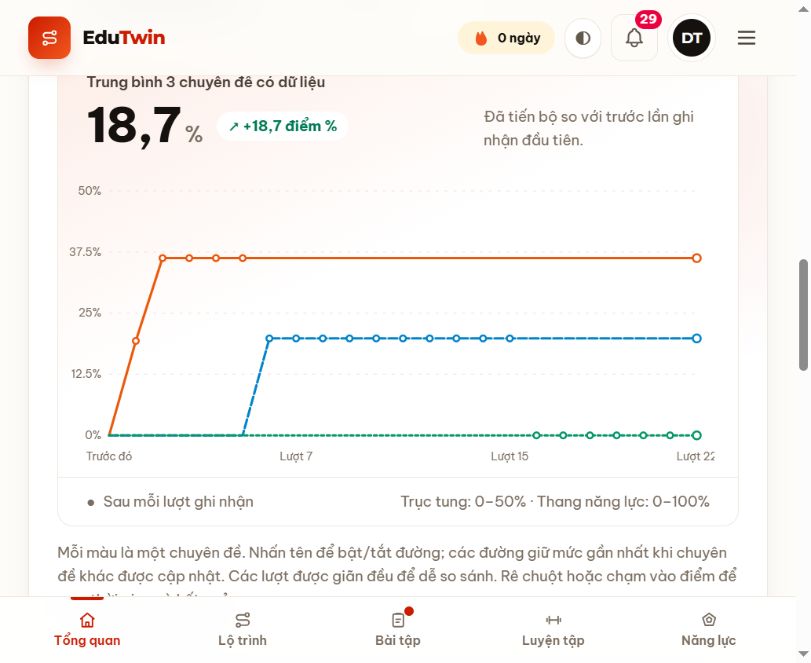 EduTwin
0 ngày
29
DT
Trung bình 3 chuyên đề có dữ liệu
18,7%
↗ +18,7 điểm %
Đã tiến bộ so với trước lần ghi
nhận đầu tiên.
50%
37.5%
25%
12.5%
0%
Trước đó
Lượt 7
Lượt 15
Lượt 22
Sau mỗi lượt ghi nhận
Trục tung: 0–50% · Thang năng lực: 0–100%
Mỗi màu là một chuyên đề. Nhấn tên để bật/tắt đường; các đường giữ mức gần nhất khi chuyên
đề khác được cập nhật. Các lượt được giãn đều để dễ so sánh. Rê chuột hoặc chạm vào điểm để
Tổng quan
Lộ trình
Bài tập
Luyện tập
Năng lực